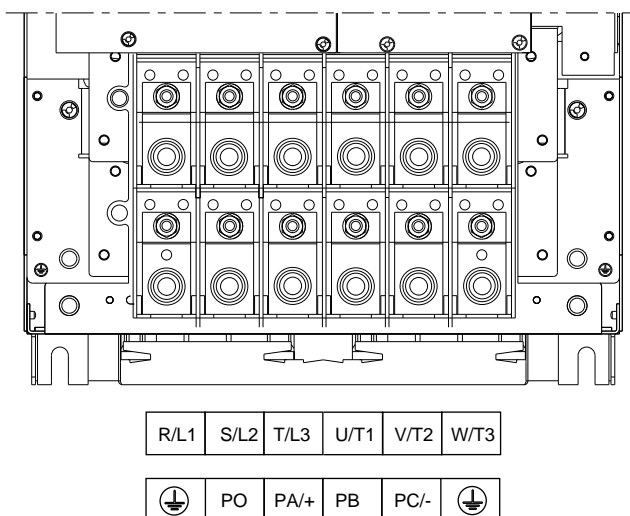 R/L1 S/L2 T/L3 U/T1 V/T2 W/T3
PO PA/+ PB PC/-